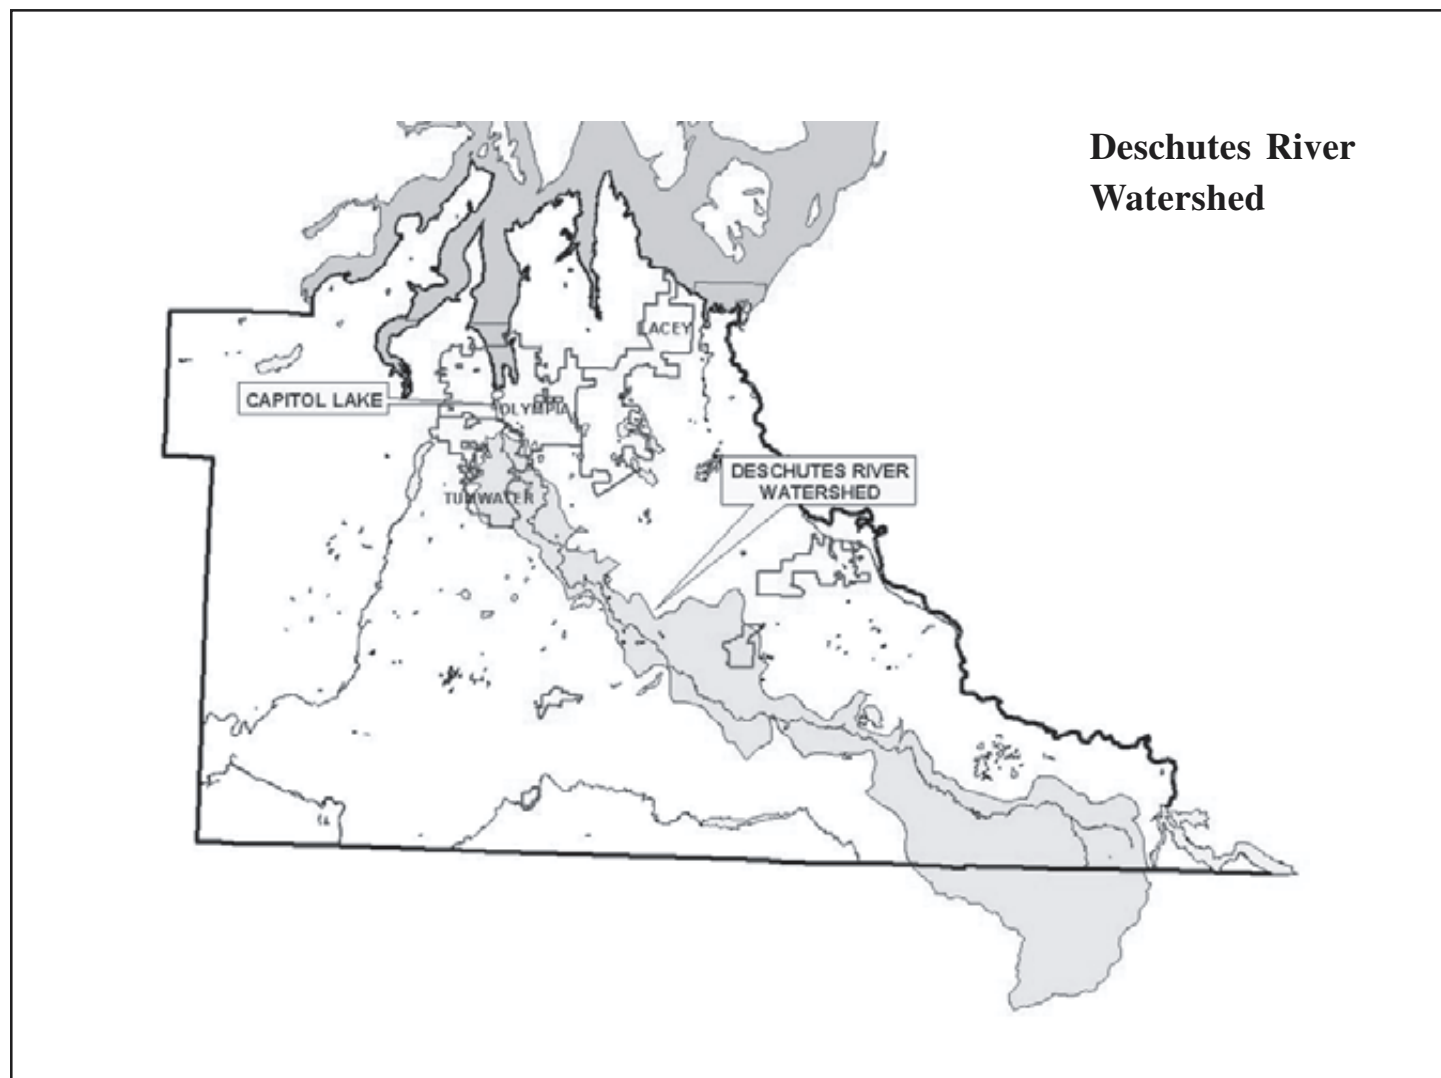 Deschutes River
Watershed
LACEY
CAPITOL LAKE
OLYMPIA
DESCHUTES RIVER
WATERSHED
TUMWATER